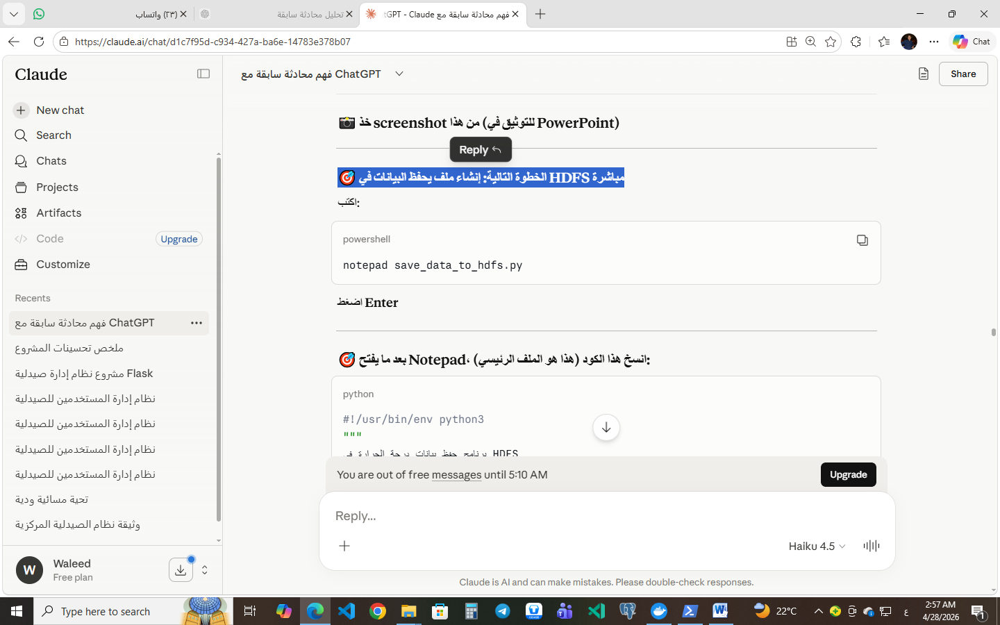 (٢٣) واتساب
تحليل محادثة سابقة
فهم محادثة سابقة مع ChatGPT - Claude
https://claude.ai/chat/d1c7f95d-c934-427a-ba6e-14783e378b07
Chat
Claude
فهم محادثة سابقة مع ChatGPT
Share
New chat
Search
Chats
Projects
Artifacts
Code
Upgrade
Customize
Recents
فهم محادثة سابقة مع ChatGPT
ملخص تحسينات المشروع
مشروع نظام إدارة صيدلية Flask
نظام إدارة المستخدمين للصيدلية
نظام إدارة المستخدمين للصيدلية
نظام إدارة المستخدمين للصيدلية
نظام إدارة المستخدمين للصيدلية
تحية مسائية ودية
وثيقة نظام الصيدلية المركزية
W
Waleed
Free plan
📸 خذ screenshot من هذا (للتوثيق في PowerPoint)
Reply
🎯 الخطوة التالية: إنشاء ملف يحفظ البيانات في HDFS مباشرة
اكتب:
powershell
notepad save_data_to_hdfs.py
اضغط Enter
🎯 بعد ما يفتح Notepad، انسخ هذا الكود (هذا هو الملف الرئيسي):
python
#!/usr/bin/env python3
"""
برنامج حفظ بيانات درجة الحرارة في HDFS
You are out of free messages until 5:10 AM
Upgrade
Reply...
Haiku 4.5
Claude is AI and can make mistakes. Please double-check responses.
Type here to search
22°C
ع
2:57 AM
4/28/2026
1